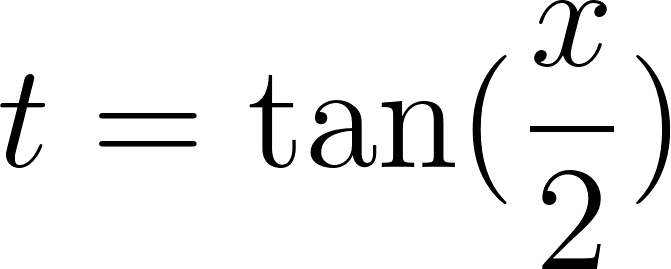 t = tan(x/2)